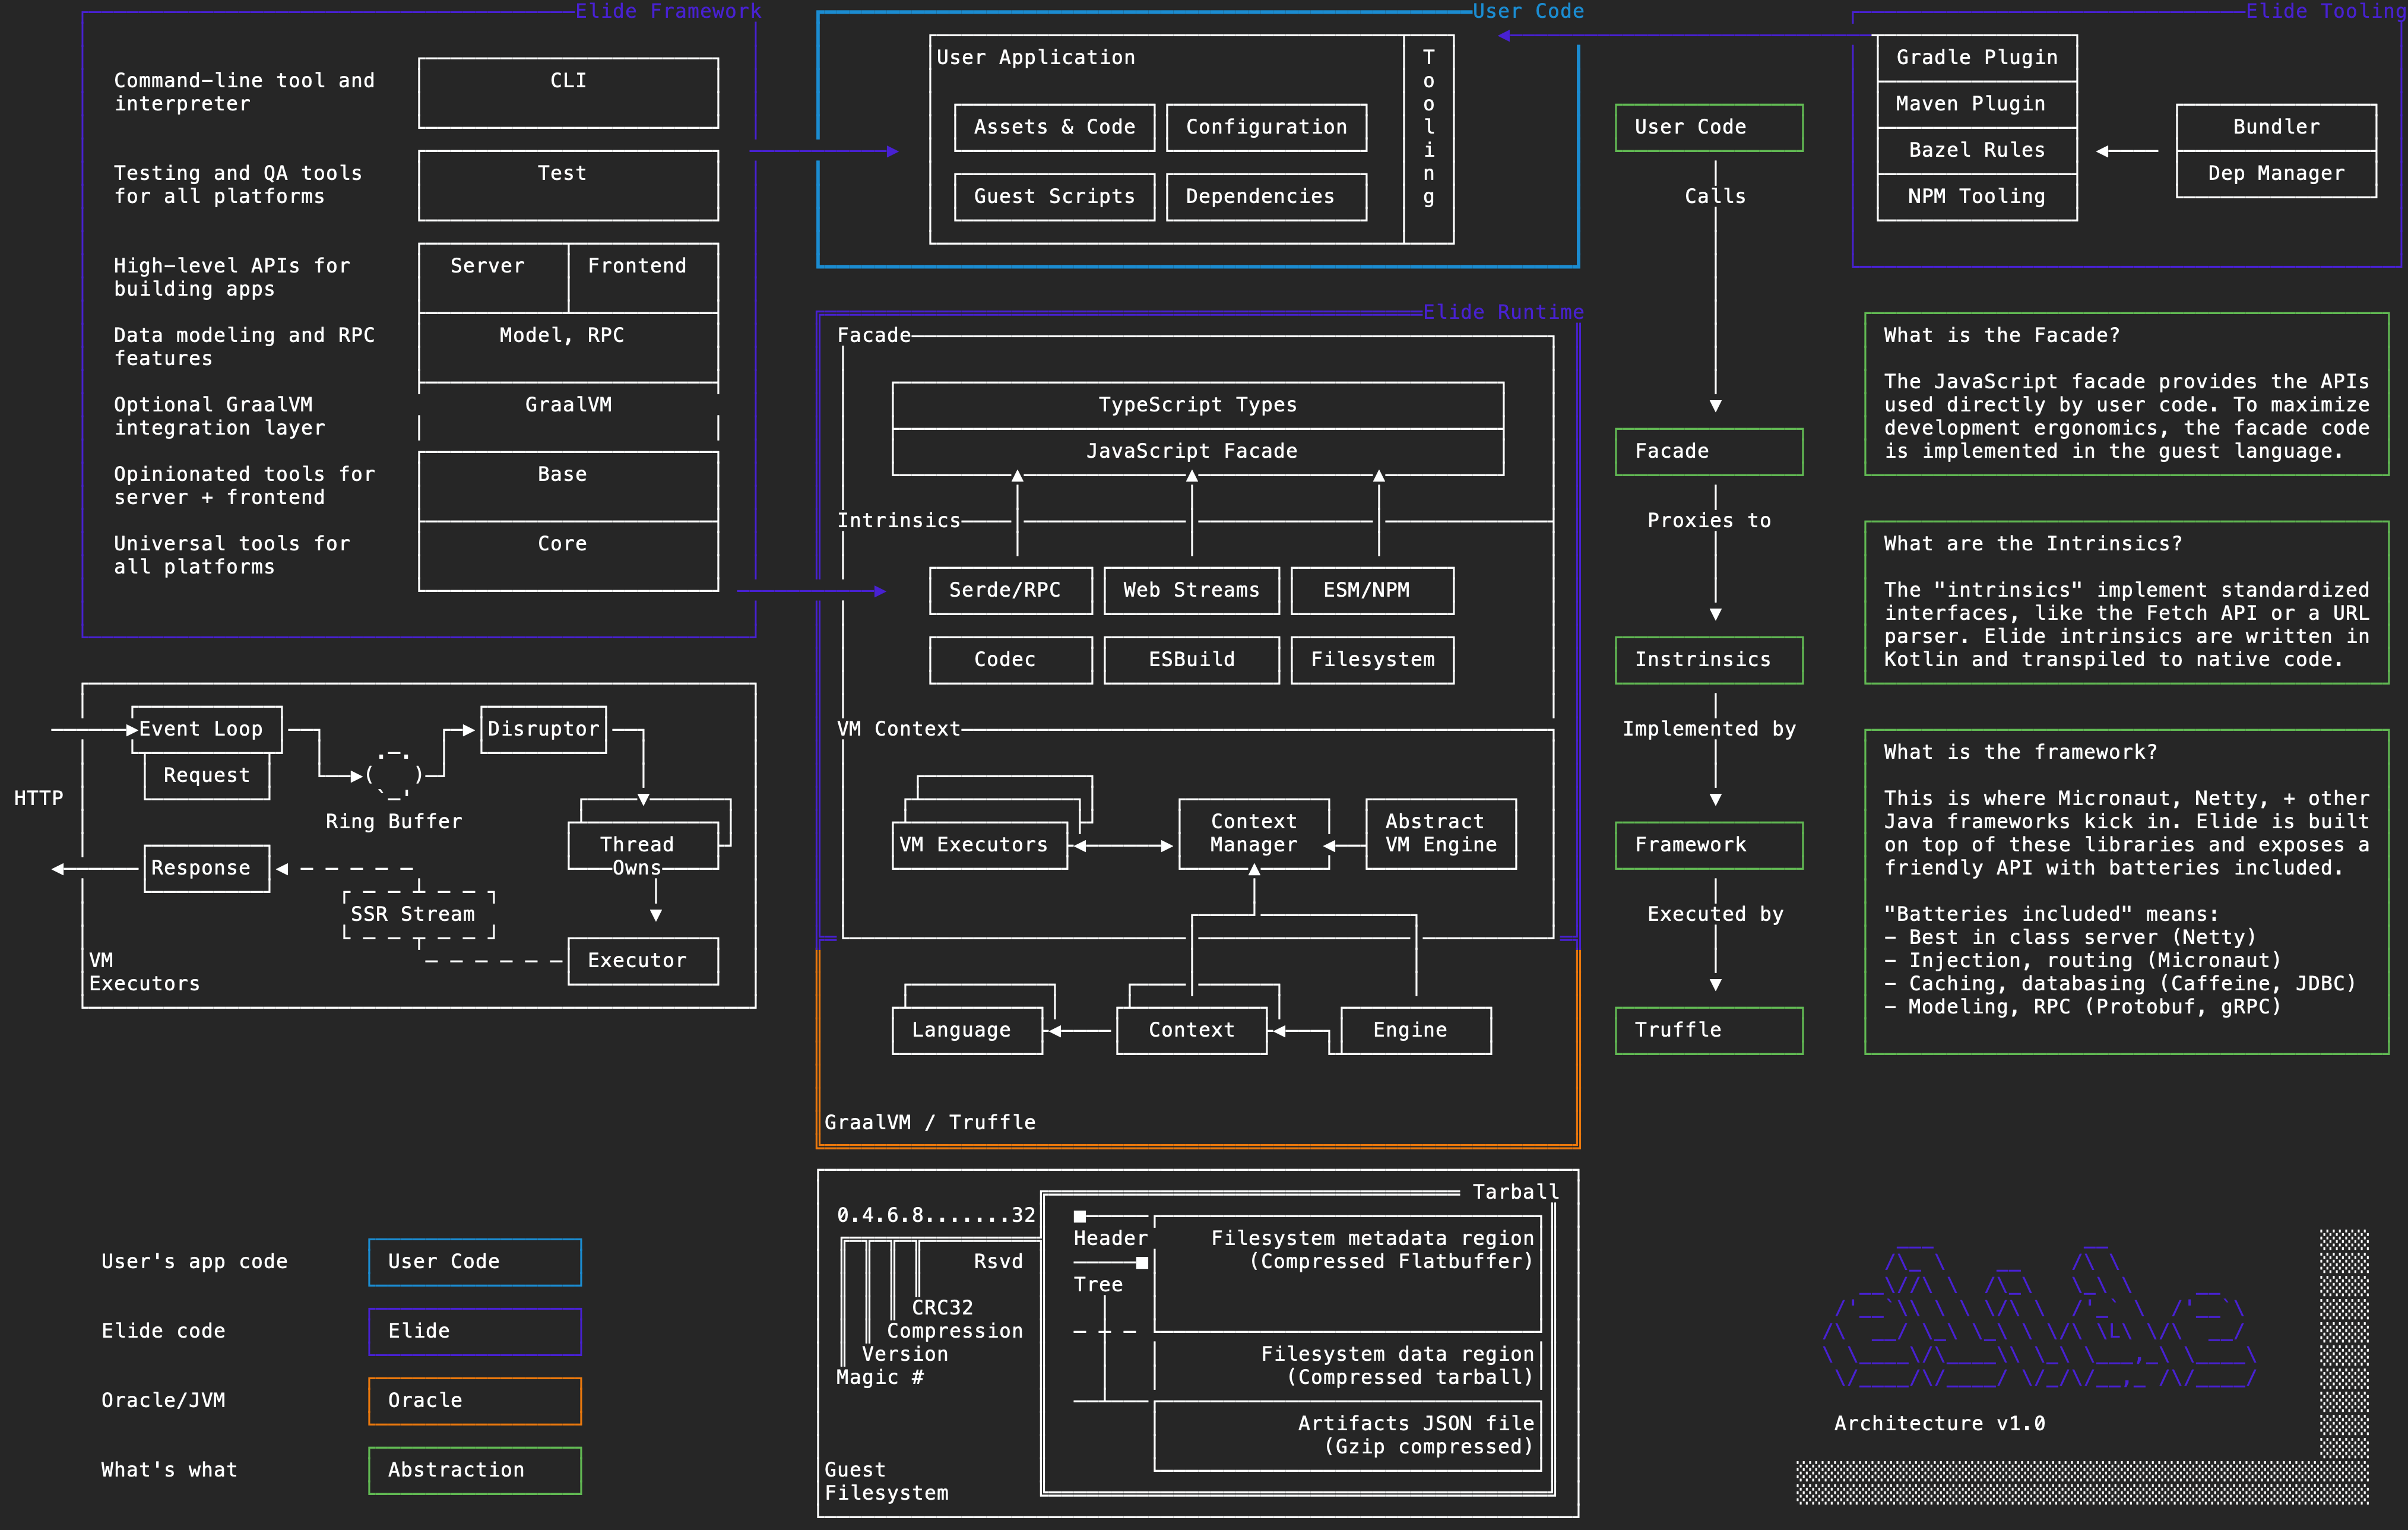 Elide Framework
Command-line tool and
interpreter
CLI
Testing and QA tools
for all platforms
Test
High-level APIs for
building apps
Server
Frontend
Data modeling and RPC
features
Model, RPC
Optional GraalVM
integration layer
GraalVM
Opinionated tools for
server + frontend
Base
Universal tools for
all platforms
Core
User Code
User Application
Tooling
Assets & Code
Configuration
Guest Scripts
Dependencies
Elide Tooling
Gradle Plugin
Maven Plugin
Bazel Rules
NPM Tooling
Bundler
Dep Manager
Elide Runtime
Facade
TypeScript Types
JavaScript Facade
Intrinsics
Serde/RPC
Web Streams
ESM/NPM
Codec
ESBuild
Filesystem
VM Context
VM Executors
Context
Manager
Abstract
VM Engine
Language
Context
Engine
GraalVM / Truffle
User Code
Calls
Facade
Proxies to
Instrinsics
Implemented by
Framework
Executed by
Truffle
What is the Facade?
The JavaScript facade provides the APIs
used directly by user code. To maximize
development ergonomics, the facade code
is implemented in the guest language.
What are the Intrinsics?
The "intrinsics" implement standardized
interfaces, like the Fetch API or a URL
parser. Elide intrinsics are written in
Kotlin and transpiled to native code.
What is the framework?
This is where Micronaut, Netty, + other
Java frameworks kick in. Elide is built
on top of these libraries and exposes a
friendly API with batteries included.
"Batteries included" means:
- Best in class server (Netty)
- Injection, routing (Micronaut)
- Caching, databasing (Caffeine, JDBC)
- Modeling, RPC (Protobuf, gRPC)
HTTP
Event Loop
Request
Ring Buffer
Disruptor
Thread
Owns
Response
SSR Stream
Executor
VM
Executors
User's app code
User Code
Elide code
Elide
Oracle/JVM
Oracle
What's what
Abstraction
0.4.6.8.......32
Rsvd
CRC32
Compression
Version
Magic #
Guest
Filesystem
Tarball
Header
Tree
Filesystem metadata region
(Compressed Flatbuffer)
Filesystem data region
(Compressed tarball)
Artifacts JSON file
(Gzip compressed)
elide
Architecture v1.0